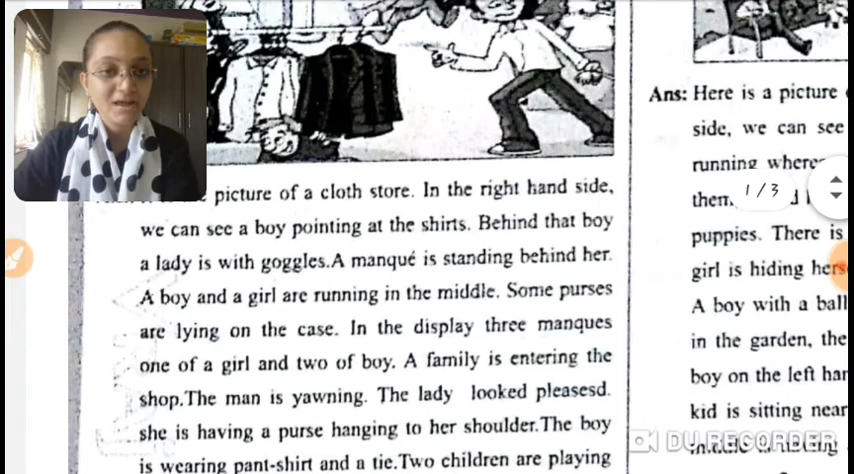 picture of a cloth store. In the right hand side,
we can see a boy pointing at the shirts. Behind that boy
a lady is with goggles.A manqué is standing behind her.
A boy and a girl are running in the middle. Some purses
are lying on the case. In the display three manques
one of a girl and two of boy. A family is entering the
shop.The man is yawning. The lady looked pleasesd.
she is having a purse hanging to her shoulder.The boy
is wearing pant-shirt and a tie.Two children are playing
Ans: Here is a picture
side, we can see
running where
them
puppies. There is
girl is hiding hers
A boy with a ball
in the garden, the
boy on the left han
kid is sitting near
1/3
DU RECORDER